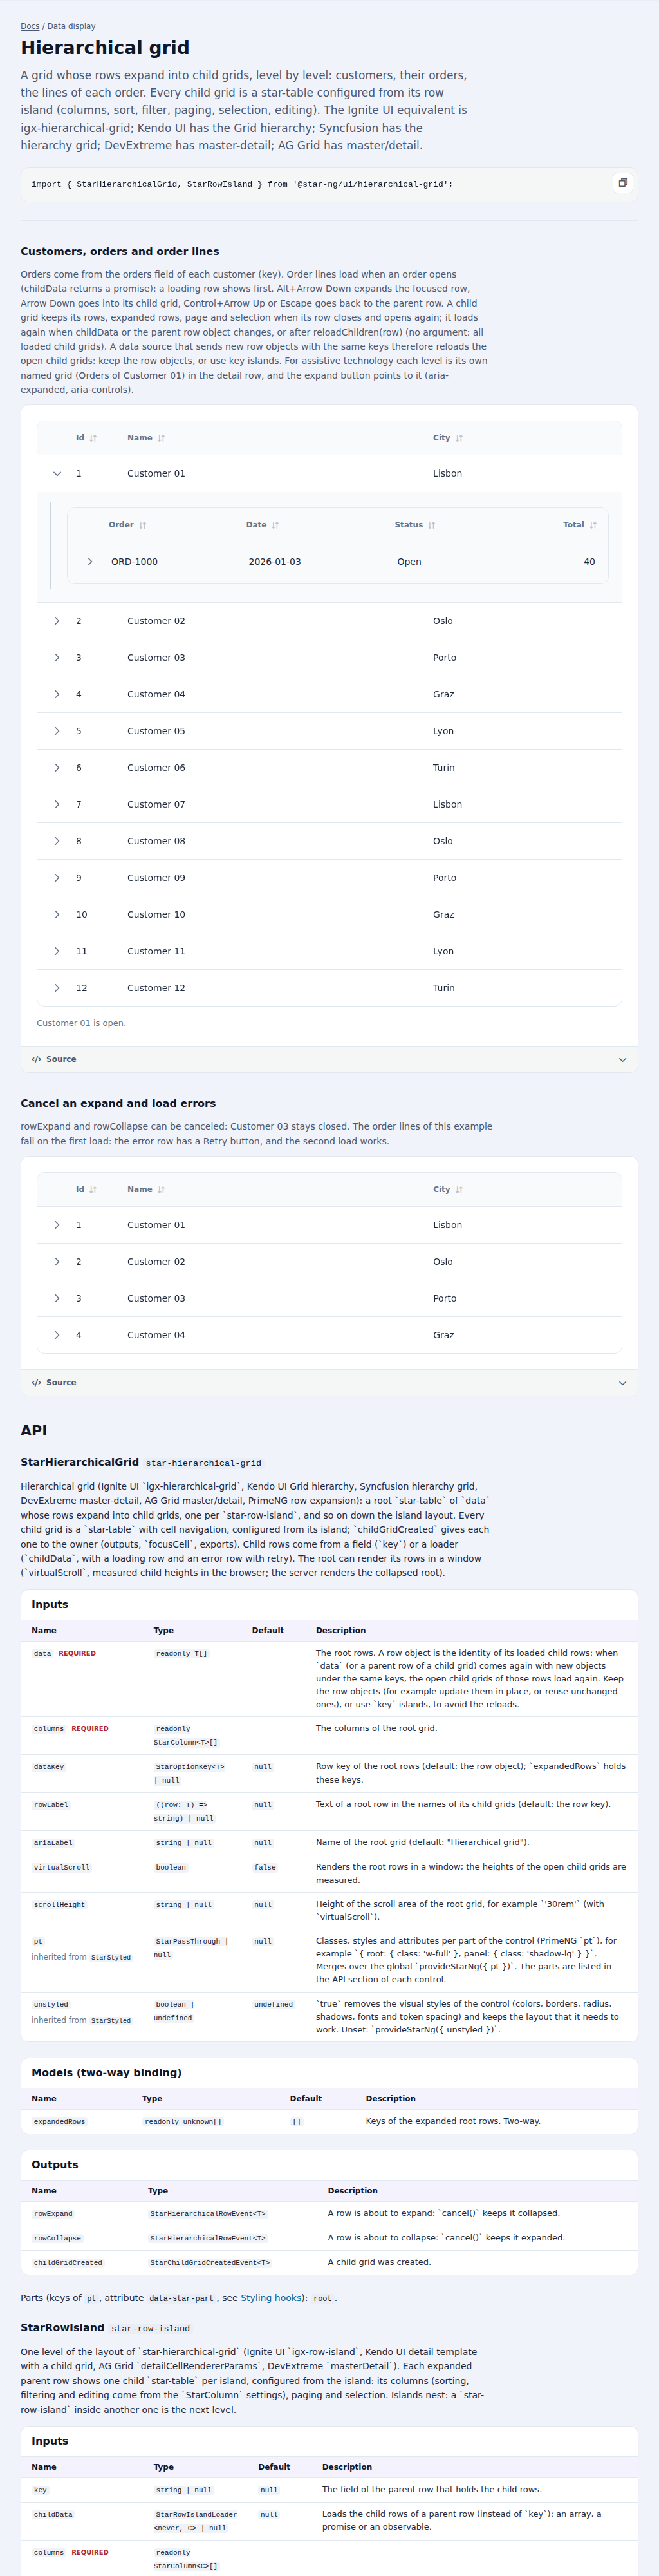 Docs / Data display
Hierarchical grid
A grid whose rows expand into child grids, level by level: customers, their orders,
the lines of each order. Every child grid is a star-table configured from its row
island (columns, sort, filter, paging, selection, editing). The Ignite UI equivalent is
igx-hierarchical-grid; Kendo UI has the Grid hierarchy; Syncfusion has the
hierarchy grid; DevExtreme has master-detail; AG Grid has master/detail.
import { StarHierarchicalGrid, StarRowIsland } from '@star-ng/ui/hierarchical-grid';
Customers, orders and order lines
Orders come from the orders field of each customer (key). Order lines load when an order opens
(childData returns a promise): a loading row shows first. Alt+Arrow Down expands the focused row,
Arrow Down goes into its child grid, Control+Arrow Up or Escape goes back to the parent row. A child
grid keeps its rows, expanded rows, page and selection when its row closes and opens again; it loads
again when childData or the parent row object changes, or after reloadChildren(row) (no argument: all
loaded child grids). A data source that sends new row objects with the same keys therefore reloads the
open child grids: keep the row objects, or use key islands. For assistive technology each level is its own
named grid (Orders of Customer 01) in the detail row, and the expand button points to it (aria-
expanded, aria-controls).
Id Name City
1 Customer 01 Lisbon
Order Date Status Total
ORD-1000 2026-01-03 Open 40
2 Customer 02 Oslo
3 Customer 03 Porto
4 Customer 04 Graz
5 Customer 05 Lyon
6 Customer 06 Turin
7 Customer 07 Lisbon
8 Customer 08 Oslo
9 Customer 09 Porto
10 Customer 10 Graz
11 Customer 11 Lyon
12 Customer 12 Turin
Customer 01 is open.
Source
Cancel an expand and load errors
rowExpand and rowCollapse can be canceled: Customer 03 stays closed. The order lines of this example
fail on the first load: the error row has a Retry button, and the second load works.
Id Name City
1 Customer 01 Lisbon
2 Customer 02 Oslo
3 Customer 03 Porto
4 Customer 04 Graz
Source
API
StarHierarchicalGrid star-hierarchical-grid
Hierarchical grid (Ignite UI `igx-hierarchical-grid`, Kendo UI Grid hierarchy, Syncfusion hierarchy grid,
DevExtreme master-detail, AG Grid master/detail, PrimeNG row expansion): a root `star-table` of `data`
whose rows expand into child grids, one per `star-row-island`, and so on down the island layout. Every
child grid is a `star-table` with cell navigation, configured from its island; `childGridCreated` gives each
one to the owner (outputs, `focusCell`, exports). Child rows come from a field (`key`) or a loader
(`childData`, with a loading row and an error row with retry). The root can render its rows in a window
(`virtualScroll`, measured child heights in the browser; the server renders the collapsed root).
Inputs
Name Type Default Description
data REQUIRED readonly T[] The root rows. A row object is the identity of its loaded child rows: when
`data` (or a parent row of a child grid) comes again with new objects
under the same keys, the open child grids of those rows load again. Keep
the row objects (for example update them in place, or reuse unchanged
ones), or use `key` islands, to avoid the reloads.
columns REQUIRED readonly The columns of the root grid.
StarColumn<T>[]
dataKey StarOptionKey<T> null Row key of the root rows (default: the row object); `expandedRows` holds
| null these keys.
rowLabel ((row: T) => null Text of a root row in the names of its child grids (default: the row key).
string) | null
ariaLabel string | null null Name of the root grid (default: "Hierarchical grid").
virtualScroll boolean false Renders the root rows in a window; the heights of the open child grids are
measured.
scrollHeight string | null null Height of the scroll area of the root grid, for example `'30rem'` (with
`virtualScroll`).
pt StarPassThrough | null Classes, styles and attributes per part of the control (PrimeNG `pt`), for
inherited from StarStyled null example `{ root: { class: 'w-full' }, panel: { class: 'shadow-lg' } }`.
Merges over the global `provideStarNg({ pt })`. The parts are listed in
the API section of each control.
unstyled boolean | undefined `true` removes the visual styles of the control (colors, borders, radius,
inherited from StarStyled undefined shadows, fonts and token spacing) and keeps the layout that it needs to
work. Unset: `provideStarNg({ unstyled })`.
Models (two-way binding)
Name Type Default Description
expandedRows readonly unknown[] [] Keys of the expanded root rows. Two-way.
Outputs
Name Type Description
rowExpand StarHierarchicalRowEvent<T> A row is about to expand: `cancel()` keeps it collapsed.
rowCollapse StarHierarchicalRowEvent<T> A row is about to collapse: `cancel()` keeps it expanded.
childGridCreated StarChildGridCreatedEvent<T> A child grid was created.
Parts (keys of pt, attribute data-star-part, see Styling hooks): root.
StarRowIsland star-row-island
One level of the layout of `star-hierarchical-grid` (Ignite UI `igx-row-island`, Kendo UI detail template
with a child grid, AG Grid `detailCellRendererParams`, DevExtreme `masterDetail`). Each expanded
parent row shows one child `star-table` per island, configured from the island: its columns (sorting,
filtering and editing come from the `StarColumn` settings), paging and selection. Islands nest: a `star-
row-island` inside another one is the next level.
Inputs
Name Type Default Description
key string | null null The field of the parent row that holds the child rows.
childData StarRowIslandLoader null Loads the child rows of a parent row (instead of `key`): an array, a
<never, C> | null promise or an observable.
columns REQUIRED readonly
StarColumn<C>[]